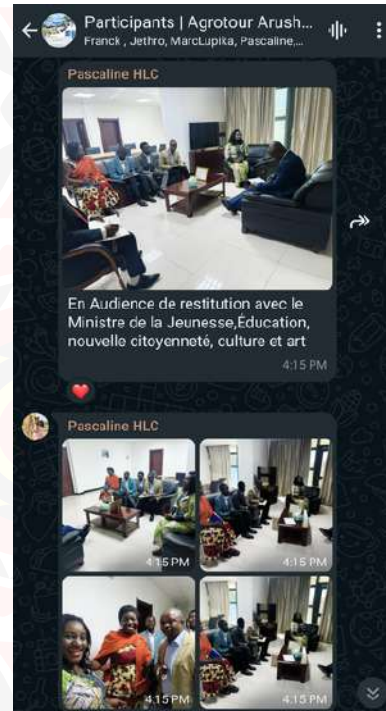 Participants | Agrotour Arush...
Franck , Jethro, MarcLupika, Pascaline,...
Pascaline HLC
En Audience de restitution avec le
Ministre de la Jeunesse,Éducation,
nouvelle citoyenneté, culture et art
4:15 PM
Pascaline HLC
4:15 PM
4:15 PM
4:15 PM
4:15 PM